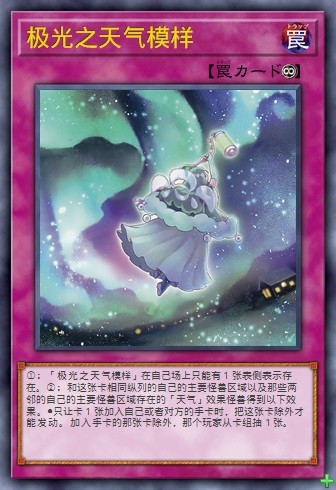 极光之天气模样
トラップ
罠
【罠カード】
①：「极光之天气模样」在自己场上只能有1张表侧表示存
在。②：和这张卡相同纵列的自己的主要怪兽区域以及那些两
邻的自己的主要怪兽区域存在的「天气」效果怪兽得到以下效
果。●只让卡1张加入自己或者对方的手卡时，把这张卡除外才
能发动。加入手卡的那张卡除外，那个玩家从卡组抽1张。